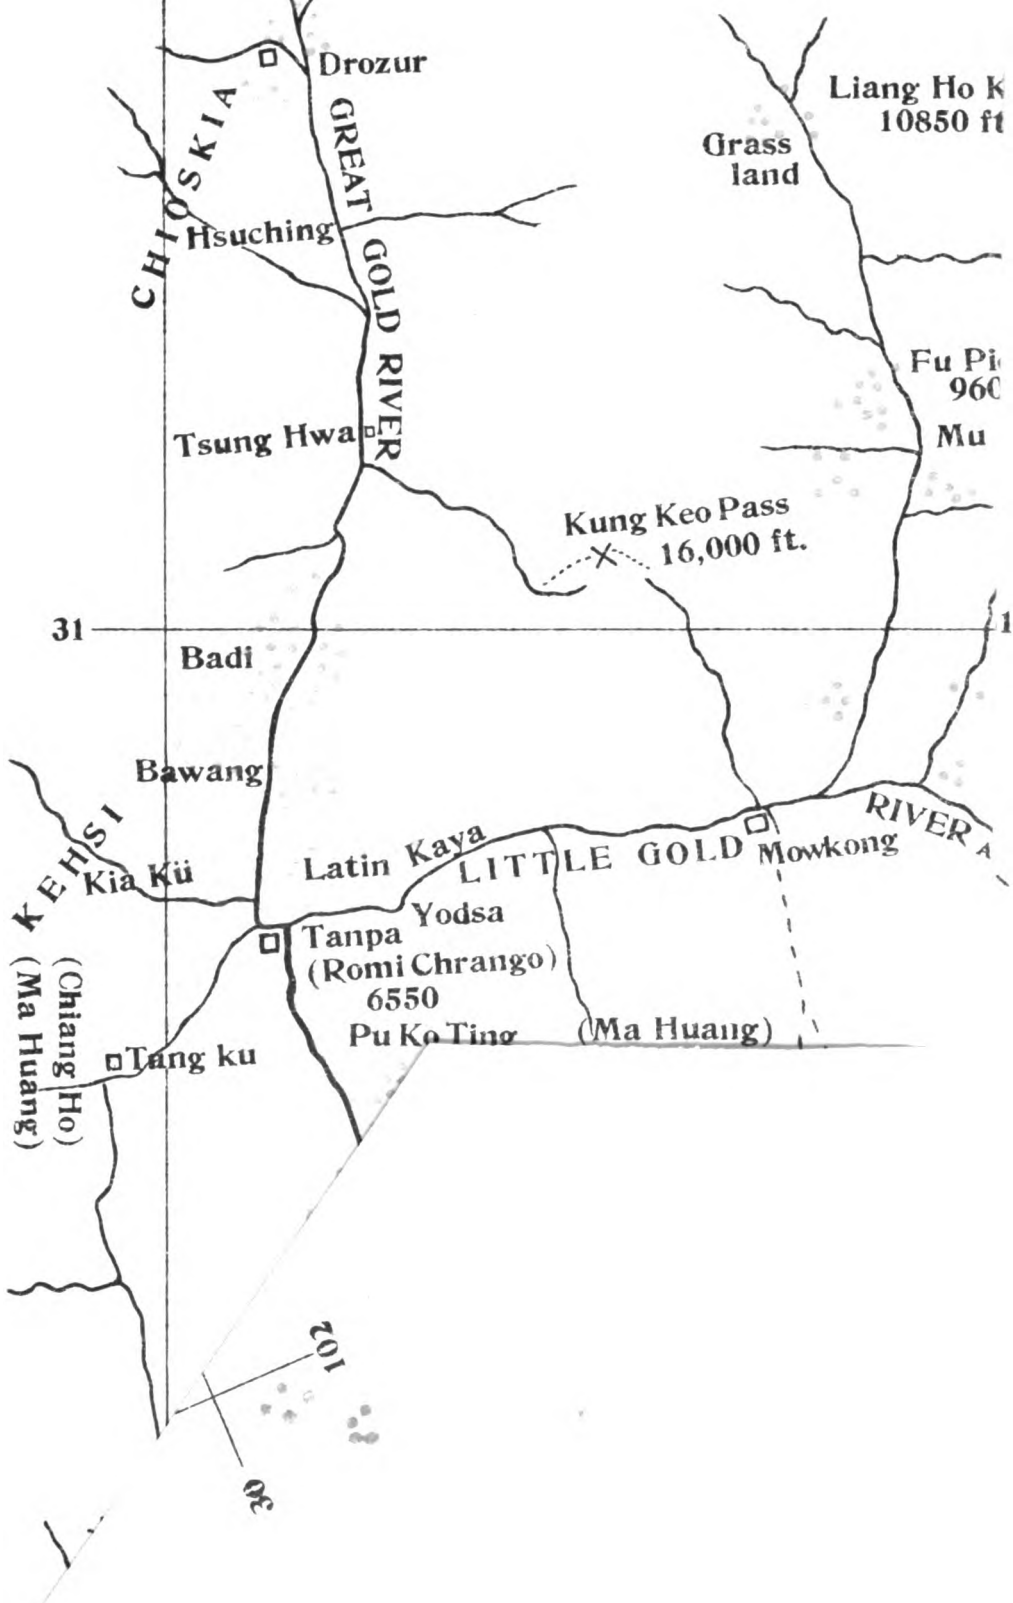 Drozur
Liang Ho K
10850 ft
CHIOSKIA
GREAT GOLD RIVER
Grass
land
Hsuching
Fu Pi
960
Mu
Tsung Hwa
Kung Keo Pass
16,000 ft.
31
Badi
Bawang
RIVER
A
LITTLE GOLD
Mowkong
Latin Kaya
KEHSI
Kia Kü
Yodsa
Tanpa
(Romi Chrango)
6550
Pu Ko Ting
(Ma Huang)
(Chiang Ho)
(Ma Huang)
Tang ku
102
30